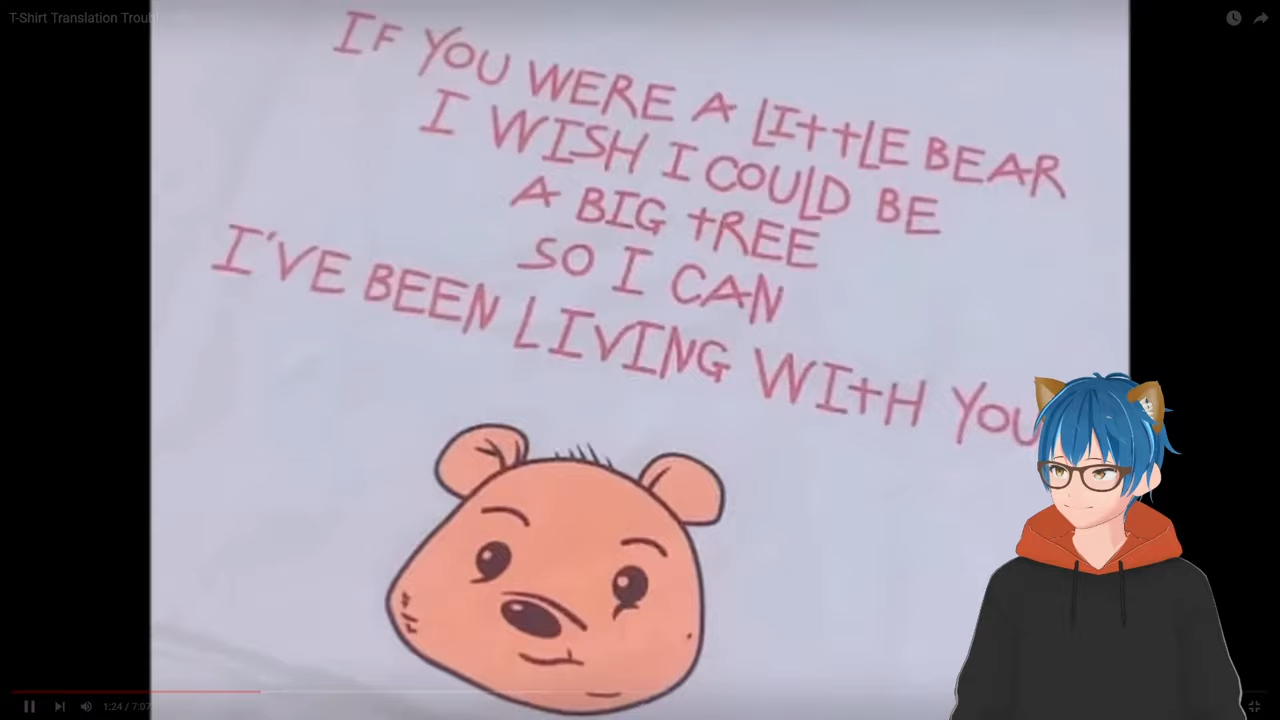 T-Shirt Translation
IF YOU WERE A LITTLE BEAR
I WISH I COULD BE
A BIG TREE
SO I CAN
I'VE BEEN LIVING WITH YOU
1:24 / 7:07